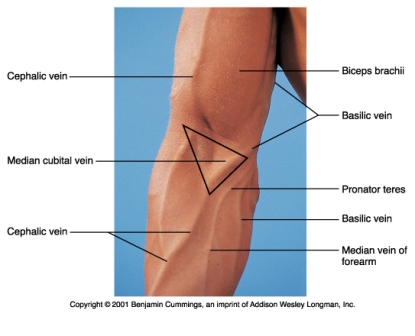 Cephalic vein
Biceps brachii
Basilic vein
Median cubital vein
Pronator teres
Basilic vein
Cephalic vein
Median vein of
forearm
Copyright © 2001 Benjamin Cummings, an imprint of Addison Wesley Longman, Inc.